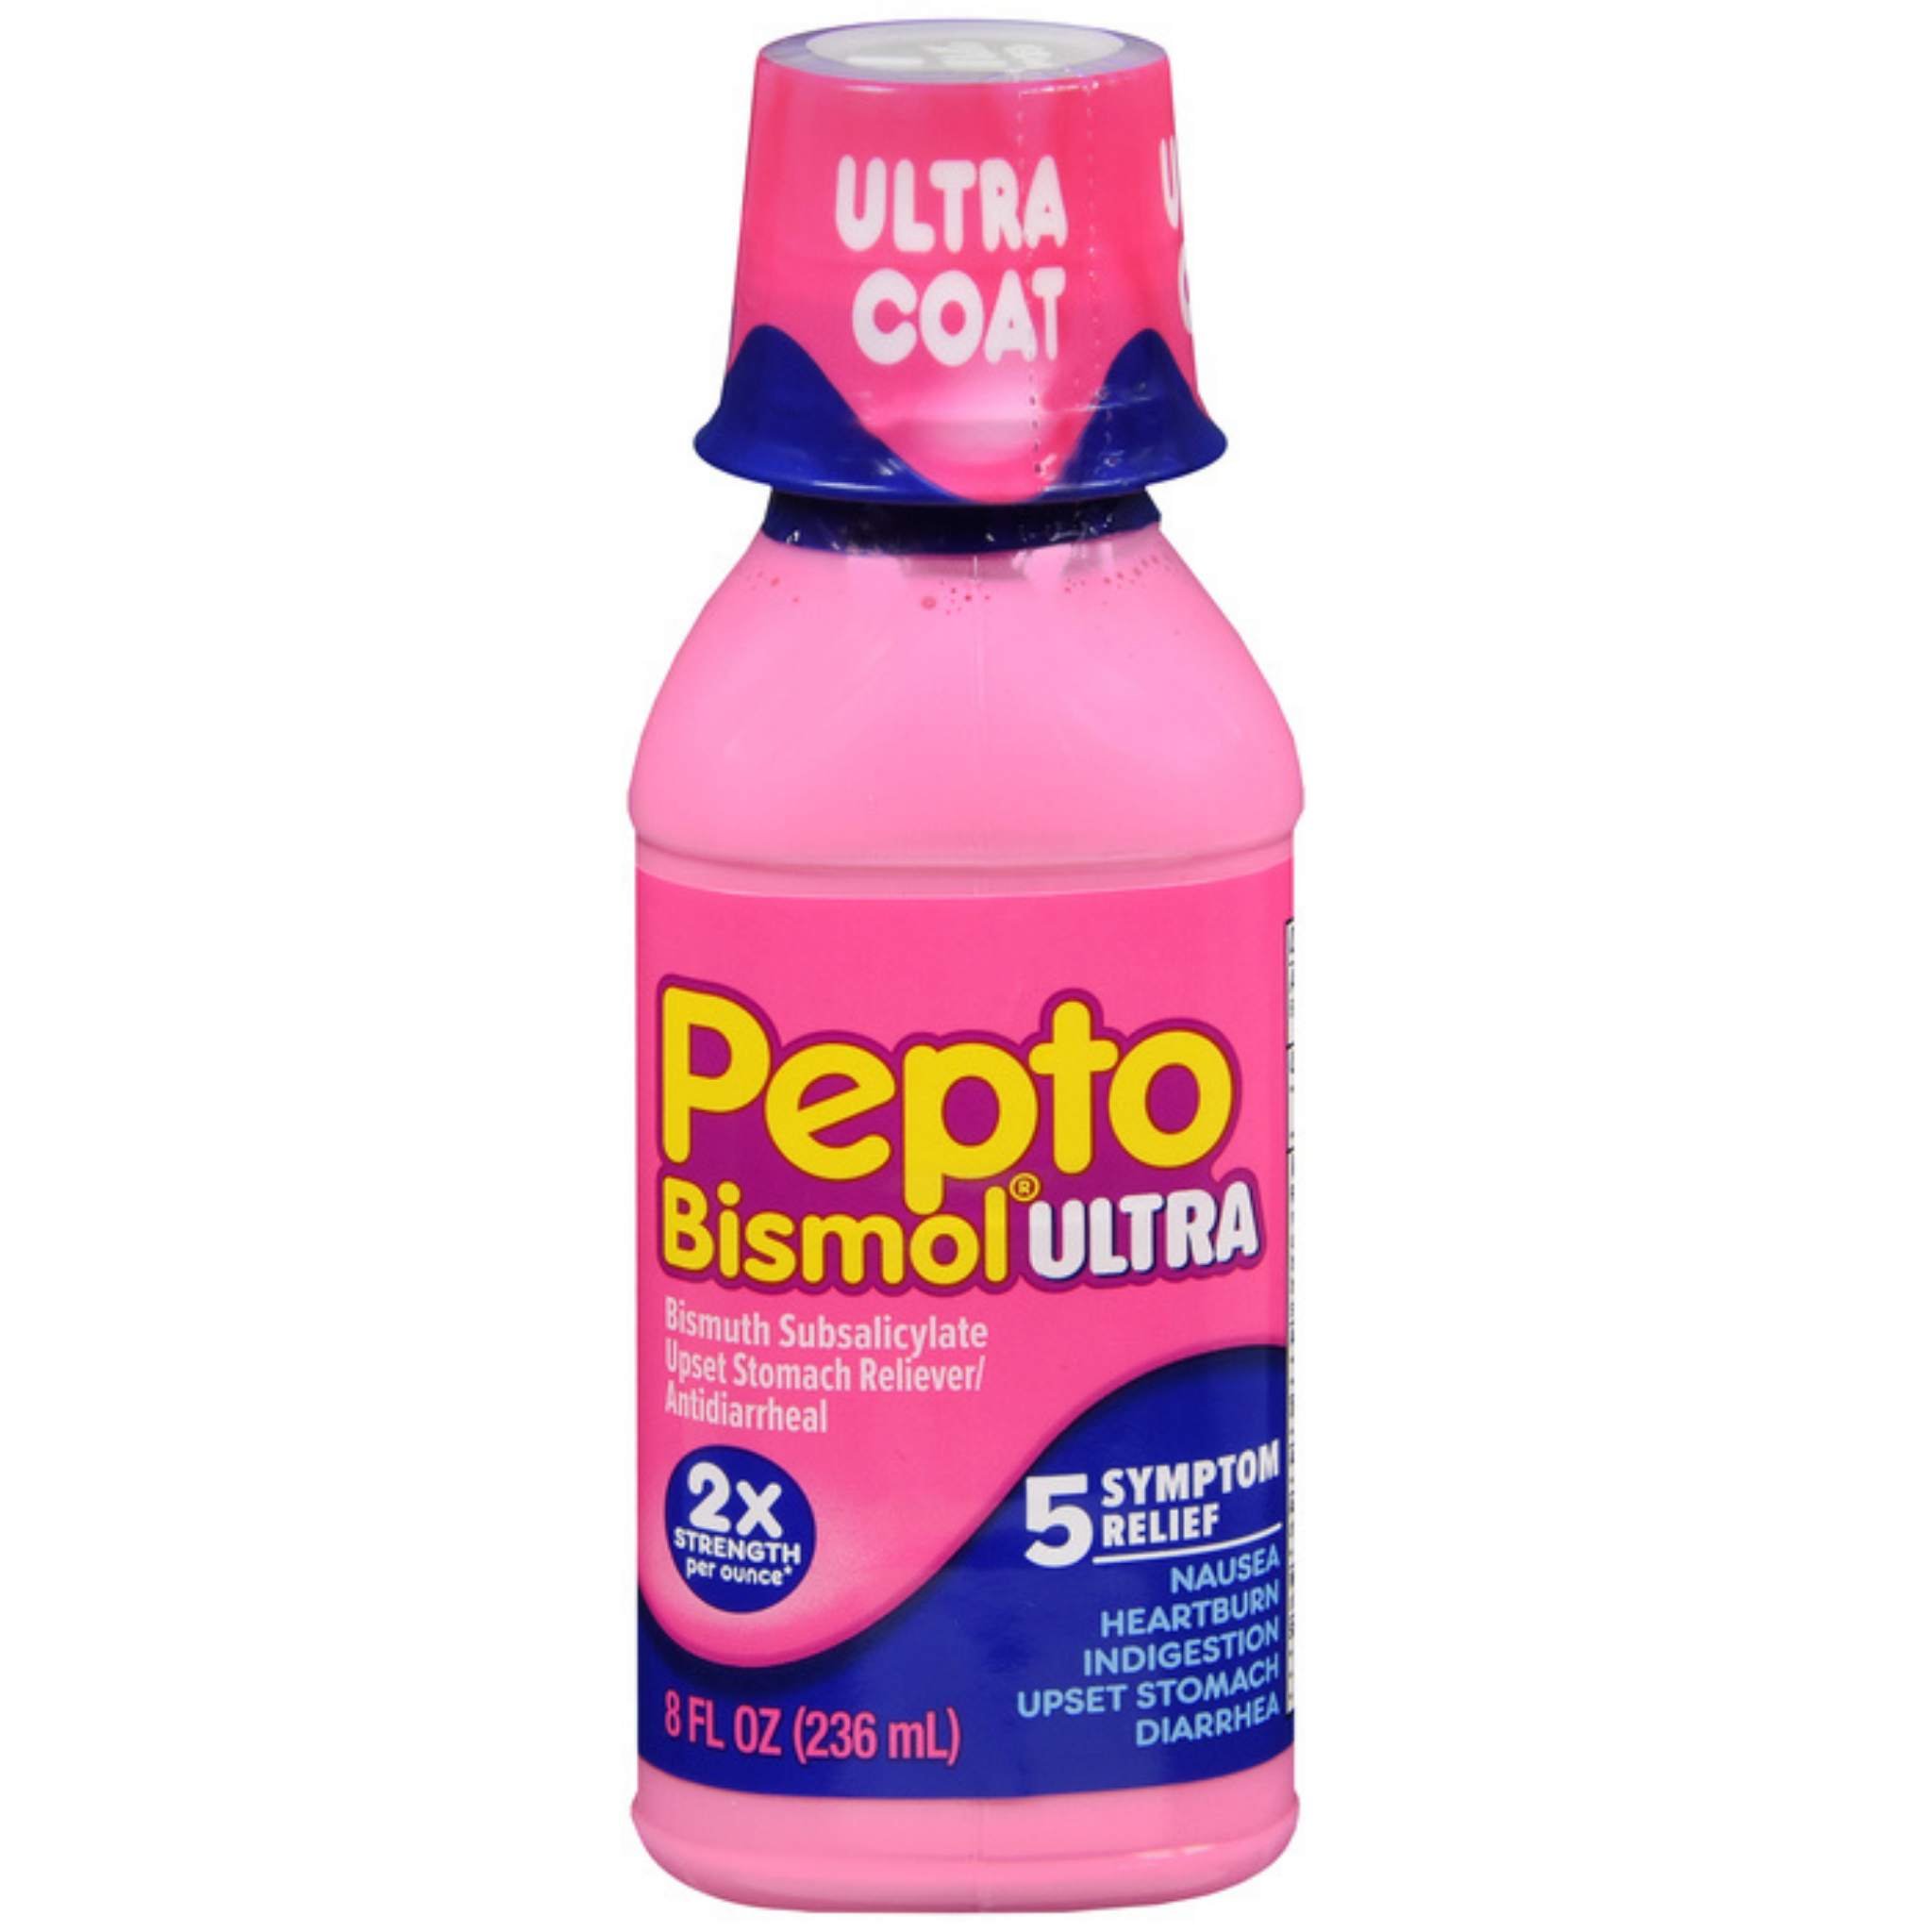 ULTRA
COAT
Pepto
Bismol® ULTRA
Bismuth Subsalicylate
Upset Stomach Reliever/
Antidiarrheal
2X
STRENGTH
per ounce*
5 SYMPTOM
RELIEF
NAUSEA
HEARTBURN
INDIGESTION
UPSET STOMACH
DIARRHEA
8 FL OZ (236 mL)